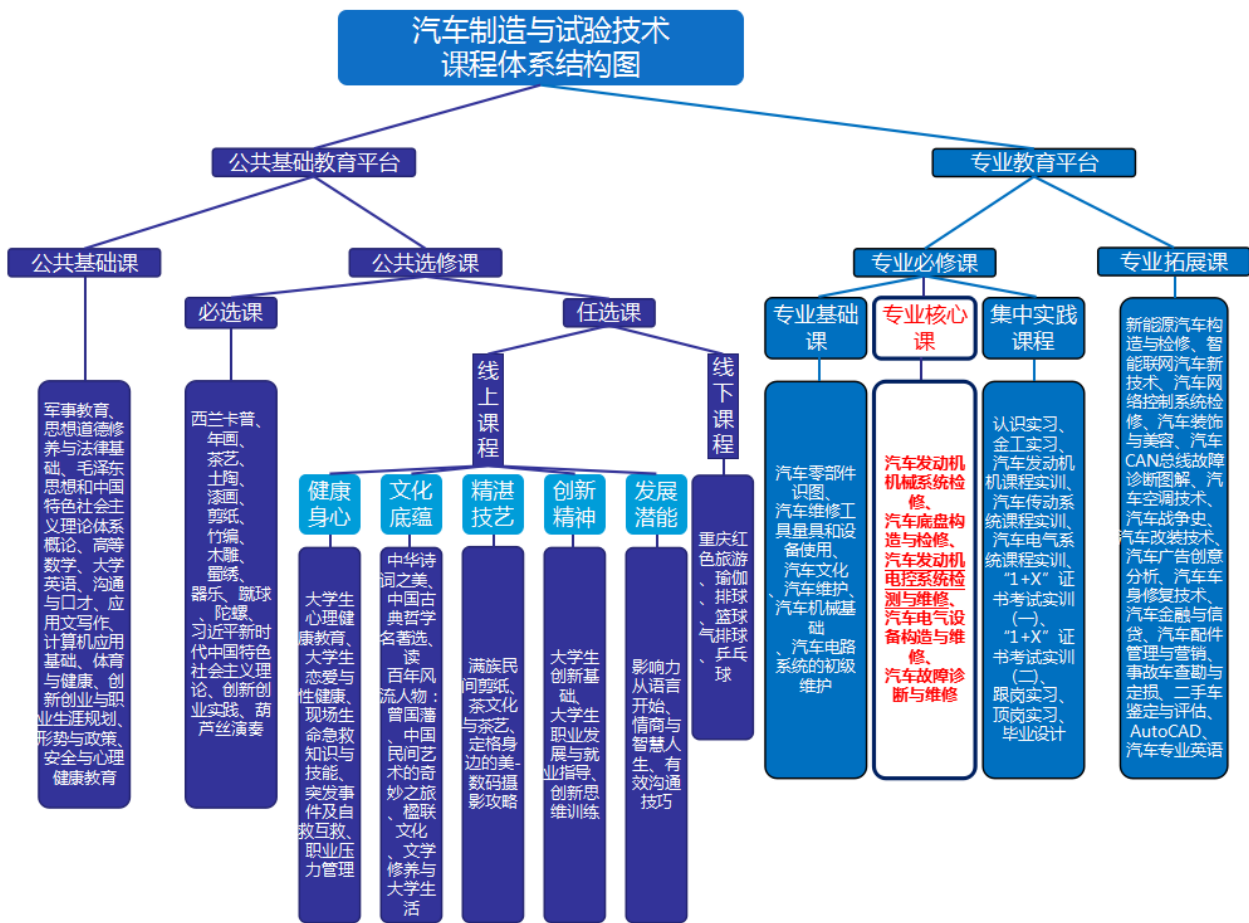 汽车制造与试验技术
课程体系结构图
公共基础教育平台
专业教育平台
公共基础课
公共选修课
专业必修课
专业拓展课
必选课
任选课
专业基础
课
专业核心
课
集中实践
课程
线上课程
线下课程
健康
身心
文化
底蕴
精湛
技艺
创新
精神
发展
潜能
军事教育、
思想道德修
养与法律基
础、毛泽东
思想和中国
特色社会主
义理论体系
概论、高等
数学、大学
英语、沟通
与口才、应
用文写作、
计算机应用
基础、体育
与健康、创
新创业与职
业生涯规划、
形势与政策、
安全与心理
健康教育
西兰卡普、
年画、
茶艺、
土陶、
漆画、
剪纸、
竹编、
木雕、
蜀绣、
器乐、蹴球
、陀螺、
习近平新时
代中国特色
社会主义理
论、创新创
业实践、葫
芦丝演奏
大学生
心理健
康教育、
大学生
恋爱与
性健康、
现场生
命急救
知识与
技能、
突发事
件及自
救互救、
职业压
力管理
中华诗
词之美、
中国古
典哲学
名著选
读、
百年风
流人物：
曾国藩
、中国
民间艺
术的奇
妙之旅
、楹联
文化
、文学
修养与
大学生
活
满族民
间剪纸、
茶文化
与茶艺、
定格身
边的美-
数码摄
影攻略
大学生
创新基
础、
大学生
职业发
展与就
业指导、
创新思
维训练
影响力
从语言
开始、
情商与
智慧人
生、有
效沟通
技巧
重庆红
色旅游
、瑜伽
、排球
、篮球
气排球
、乒乓
球
汽车零部件
识图、
汽车维修工
具量具和设
备使用、
汽车文化
、汽车维护、
汽车机械基
础
、汽车电路
系统的初级
维护
汽车发动机
机械系统检
修、
汽车底盘构
造与检修、
汽车发动机
电控系统检
测与维修、
汽车电气设
备构造与维
修、
汽车故障诊
断与维修
认识实习、
金工实习、
汽车发动机
机课程实训、
汽车传动系
统课程实训、
汽车电气系
统课程实训、
“1+X”证
书考试实训
(一)、
“1+X”证
书考试实训
(二)、
跟岗实习、
顶岗实习、
毕业设计
新能源汽车构
造与检修、智
能联网汽车新
技术、汽车网
络控制系统检
修、汽车装饰
与美容、汽车
CAN总线故障
诊断图解、汽
车空调技术、
汽车战争史、
汽车改装技术、
汽车广告创意
分析、汽车车
身修复技术、
汽车金融与信
贷、汽车配件
管理与营销、
事故车查勘与
定损、二手车
鉴定与评估、
AutoCAD、
汽车专业英语